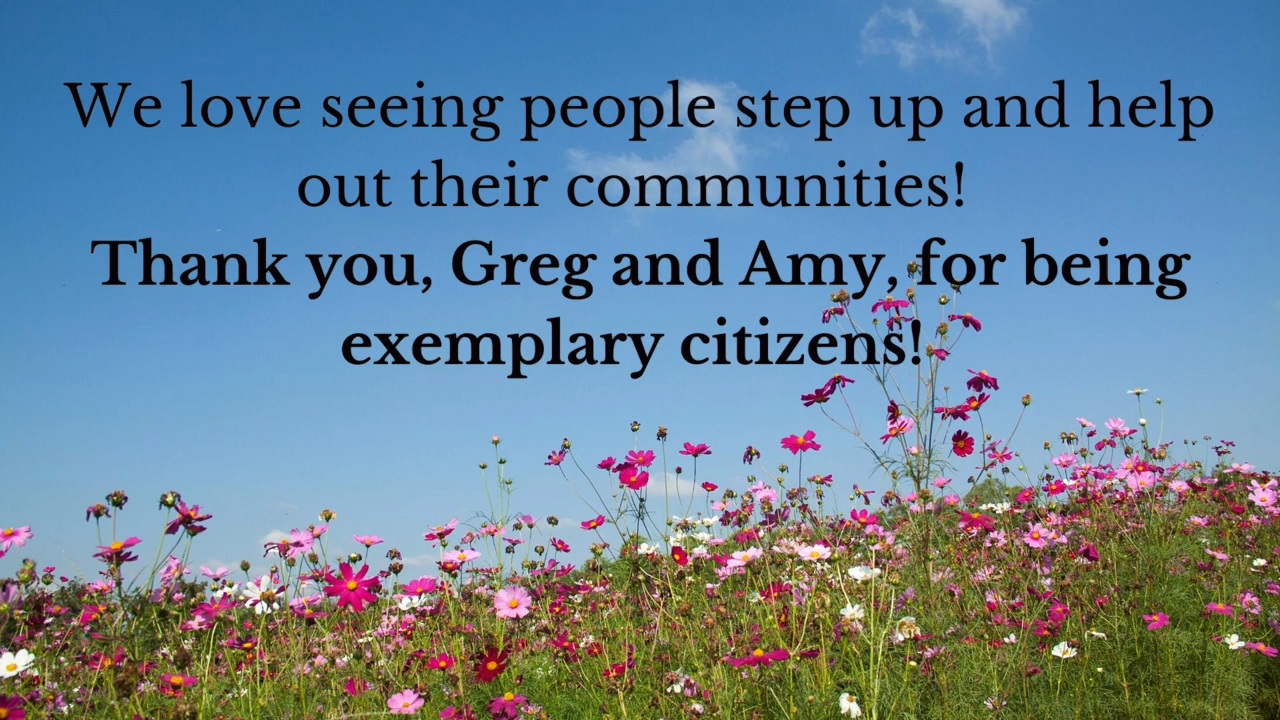 We love seeing people step up and help
out their communities!
Thank you, Greg and Amy, for being
exemplary citizens!